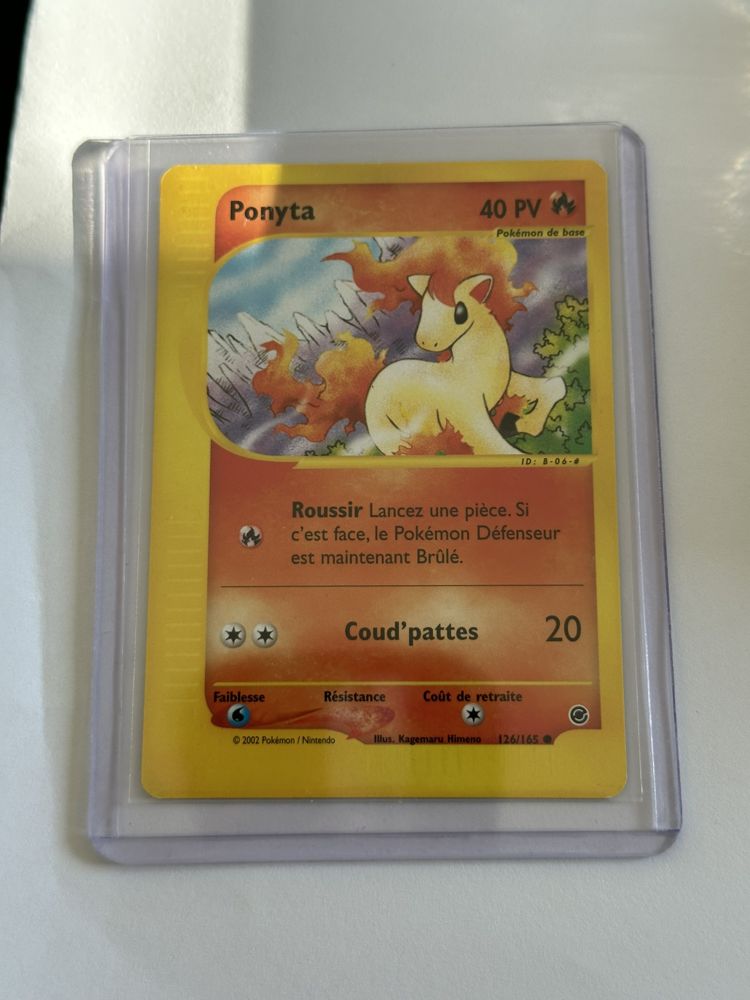 Ponyta 40 PV
Pokémon de base
ID: B-06-#
Roussir Lancez une pièce. Si
c'est face, le Pokémon Défenseur
est maintenant Brûlé.
Coud'pattes 20
Faiblesse Résistance Coût de retraite
© 2002 Pokémon / Nintendo Illus. Kagemaru Himeno 126/165